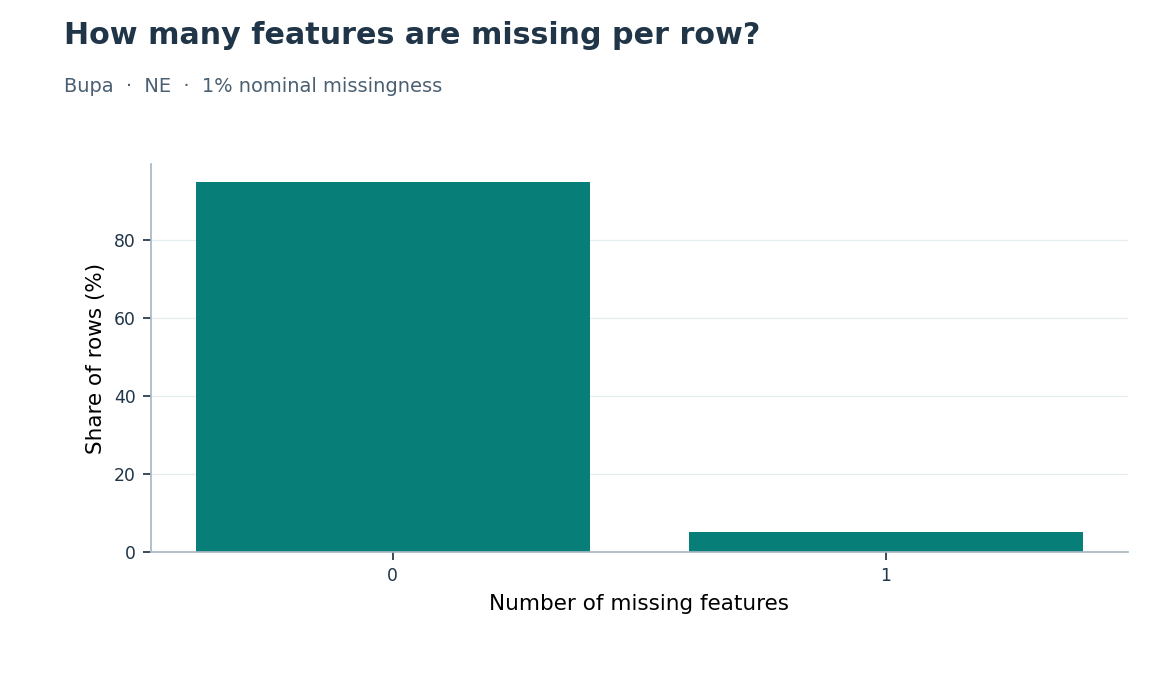 How many features are missing per row?
Bupa · NE · 1% nominal missingness
Share of rows (%)
80
60
40
20
0
0 1
Number of missing features